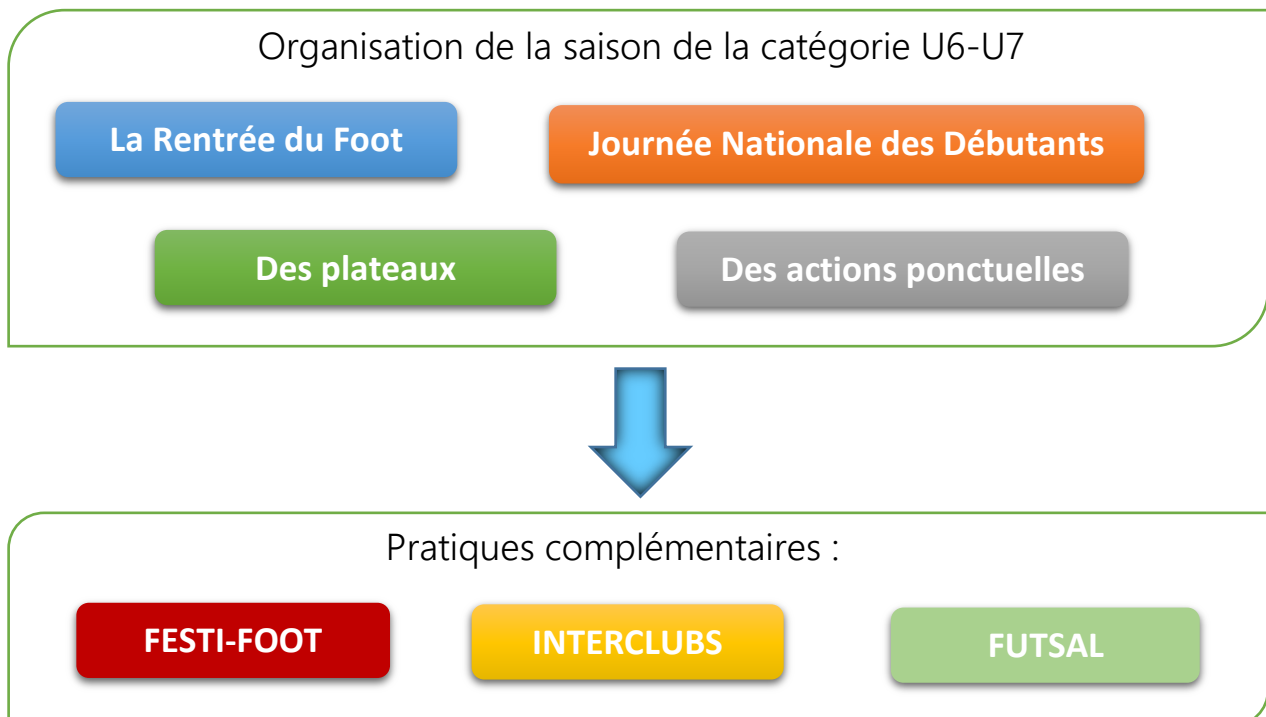 Organisation de la saison de la catégorie U6-U7
La Rentrée du Foot
Journée Nationale des Débutants
Des plateaux
Des actions ponctuelles
Pratiques complémentaires :
FESTI-FOOT
INTERCLUBS
FUTSAL